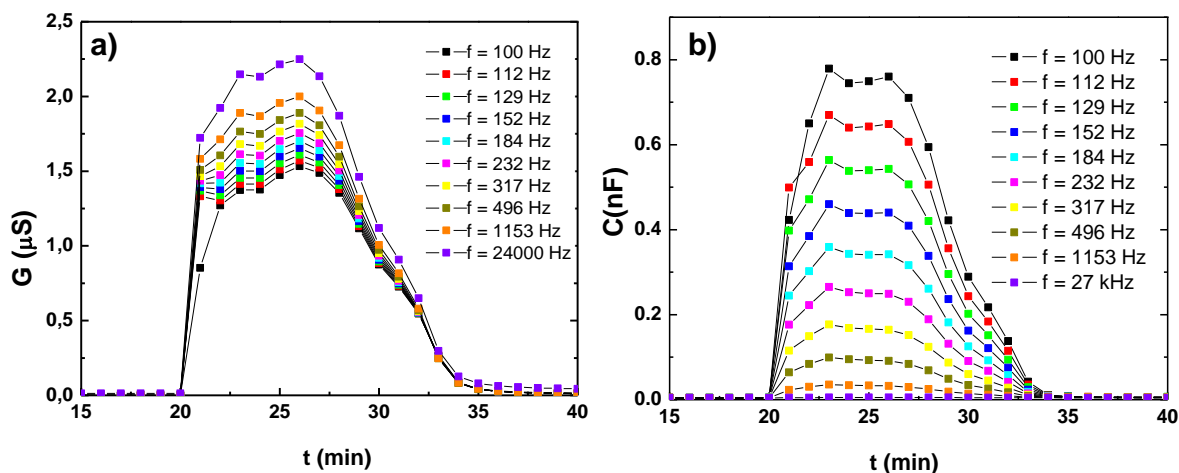 a)
G (μS)
2,5
2,0
1,5
1,0
0,5
0,0
15 20 25 30 35 40
t (min)
f = 100 Hz
f = 112 Hz
f = 129 Hz
f = 152 Hz
f = 184 Hz
f = 232 Hz
f = 317 Hz
f = 496 Hz
f = 1153 Hz
f = 24000 Hz
b)
C(nF)
0.8
0.6
0.4
0.2
0.0
15 20 25 30 35 40
t (min)
f = 100 Hz
f = 112 Hz
f = 129 Hz
f = 152 Hz
f = 184 Hz
f = 232 Hz
f = 317 Hz
f = 496 Hz
f = 1153 Hz
f = 27 kHz